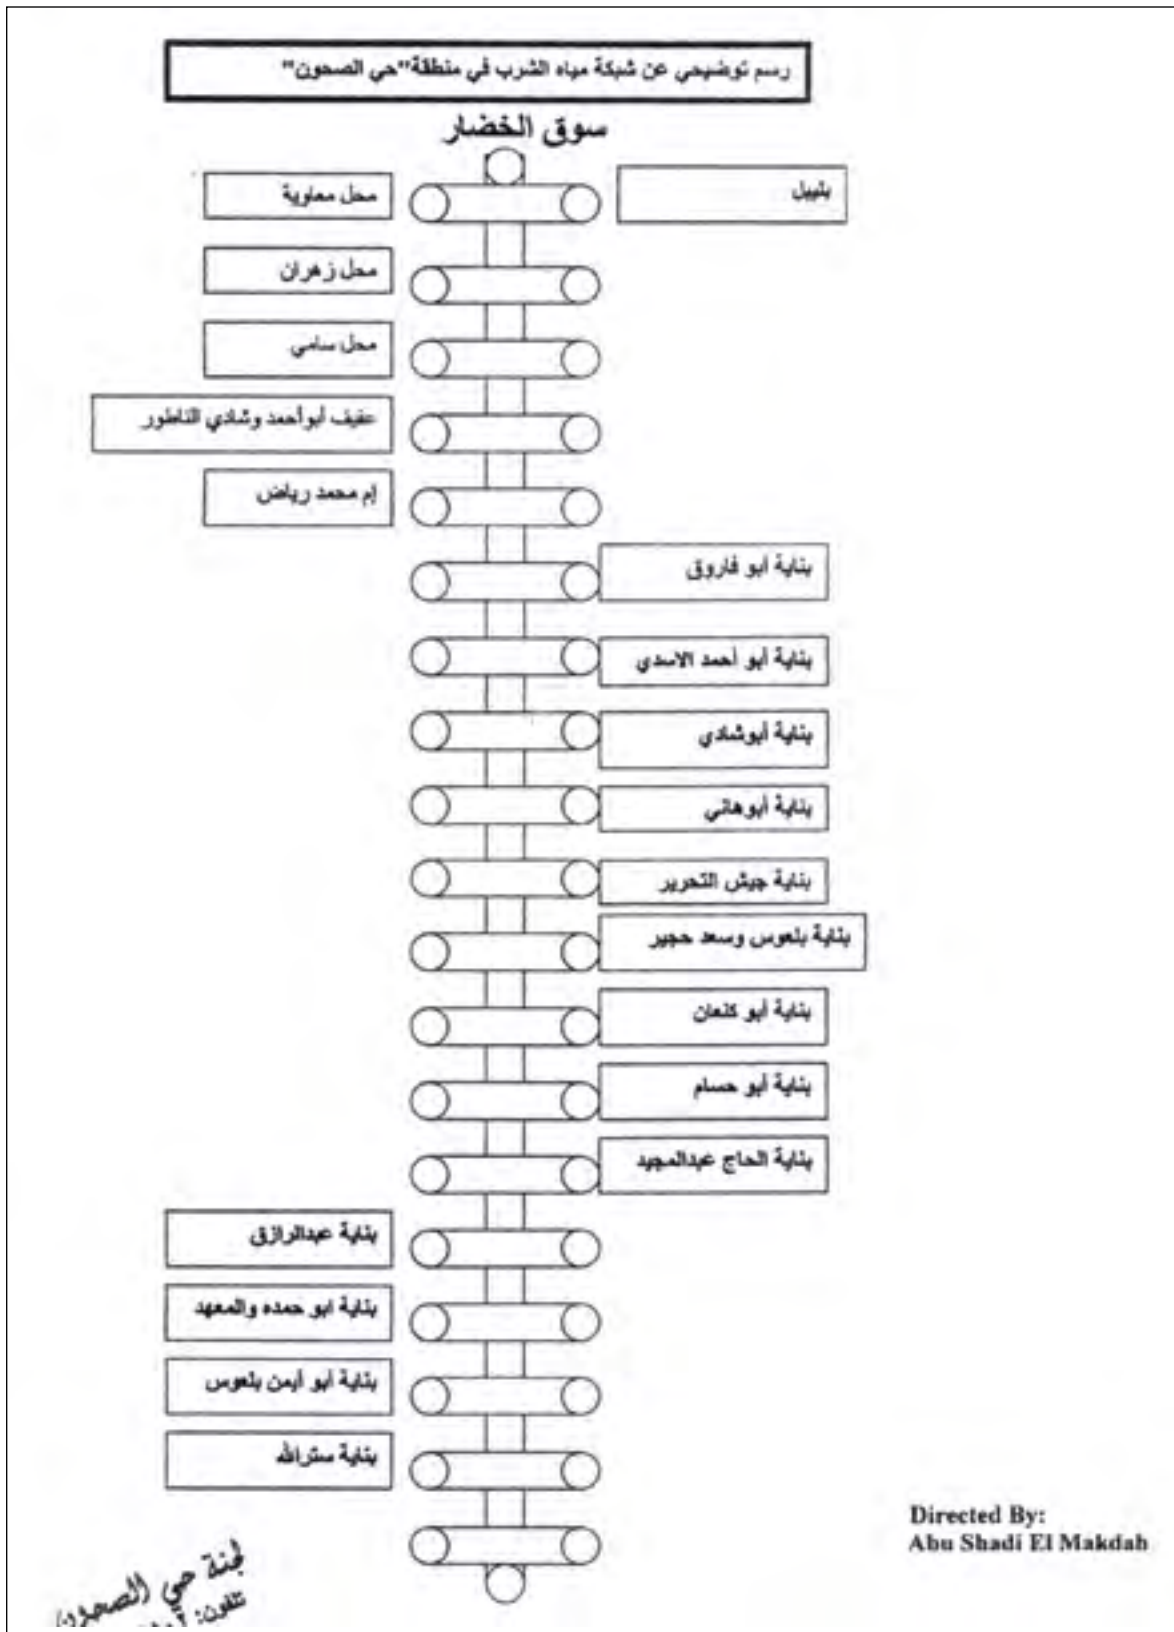 رسم توضيحي عن شبكة مياه الشرب في منطقة"حي الصحون"
سوق الخضار
محل معاوية
محل زهران
محل سامي
عفيف أبوأحمد وشادي الناطور
إم محمد رياض
بناية أبو فاروق
بناية أبو أحمد الاسدي
بناية أبوشادي
بناية أبوهاني
بناية جيش التحرير
بناية بلعوس وسعد حجير
بناية أبو كنعان
بناية أبو حسام
بناية الحاج عبدالمجيد
بناية عبدالرازق
بناية ابو حمده والمعهد
بناية أبو أيمن بلعوس
بناية سترالله
Directed By:
Abu Shadi El Makdah
لجنة حي الصحون
تلفون: